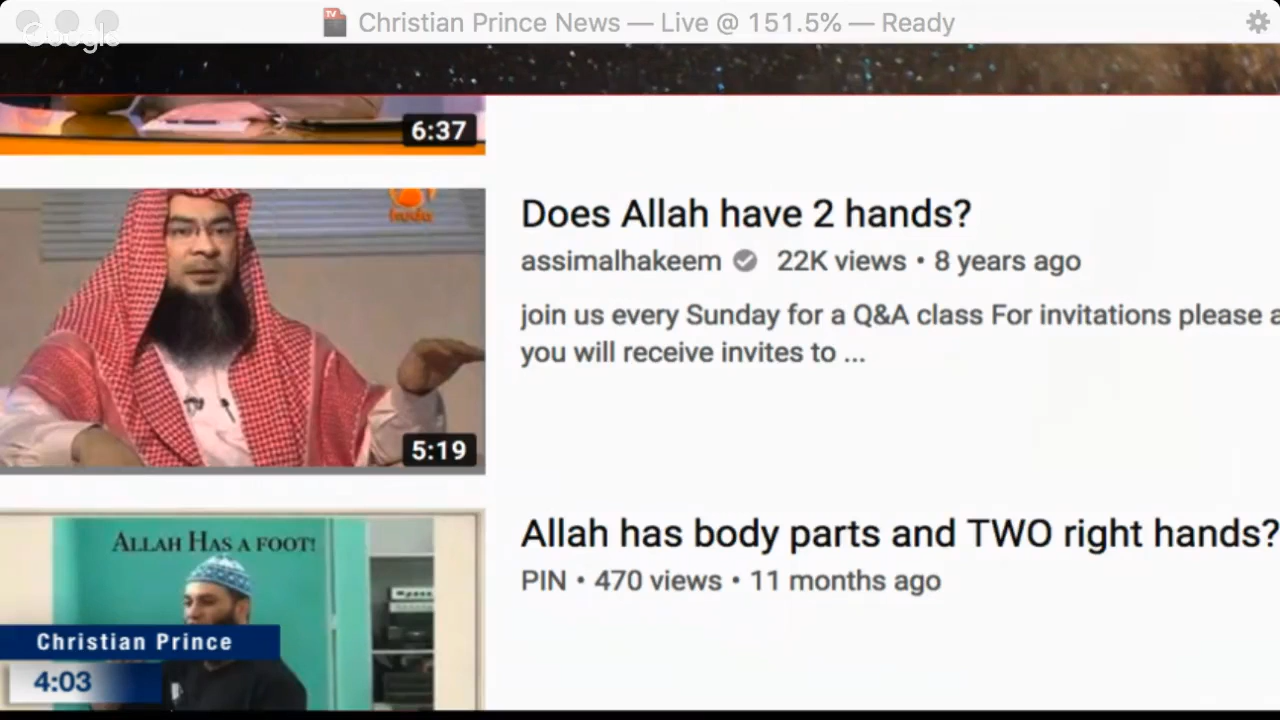 Christian Prince News — Live @ 151.5% — Ready
Google
6:37
huda
Does Allah have 2 hands?
assimalhakeem 22K views • 8 years ago
join us every Sunday for a Q&A class For invitations please a
you will receive invites to ...
5:19
ALLAH HAS A FOOT!
Allah has body parts and TWO right hands?
PIN • 470 views • 11 months ago
Christian Prince
4:03